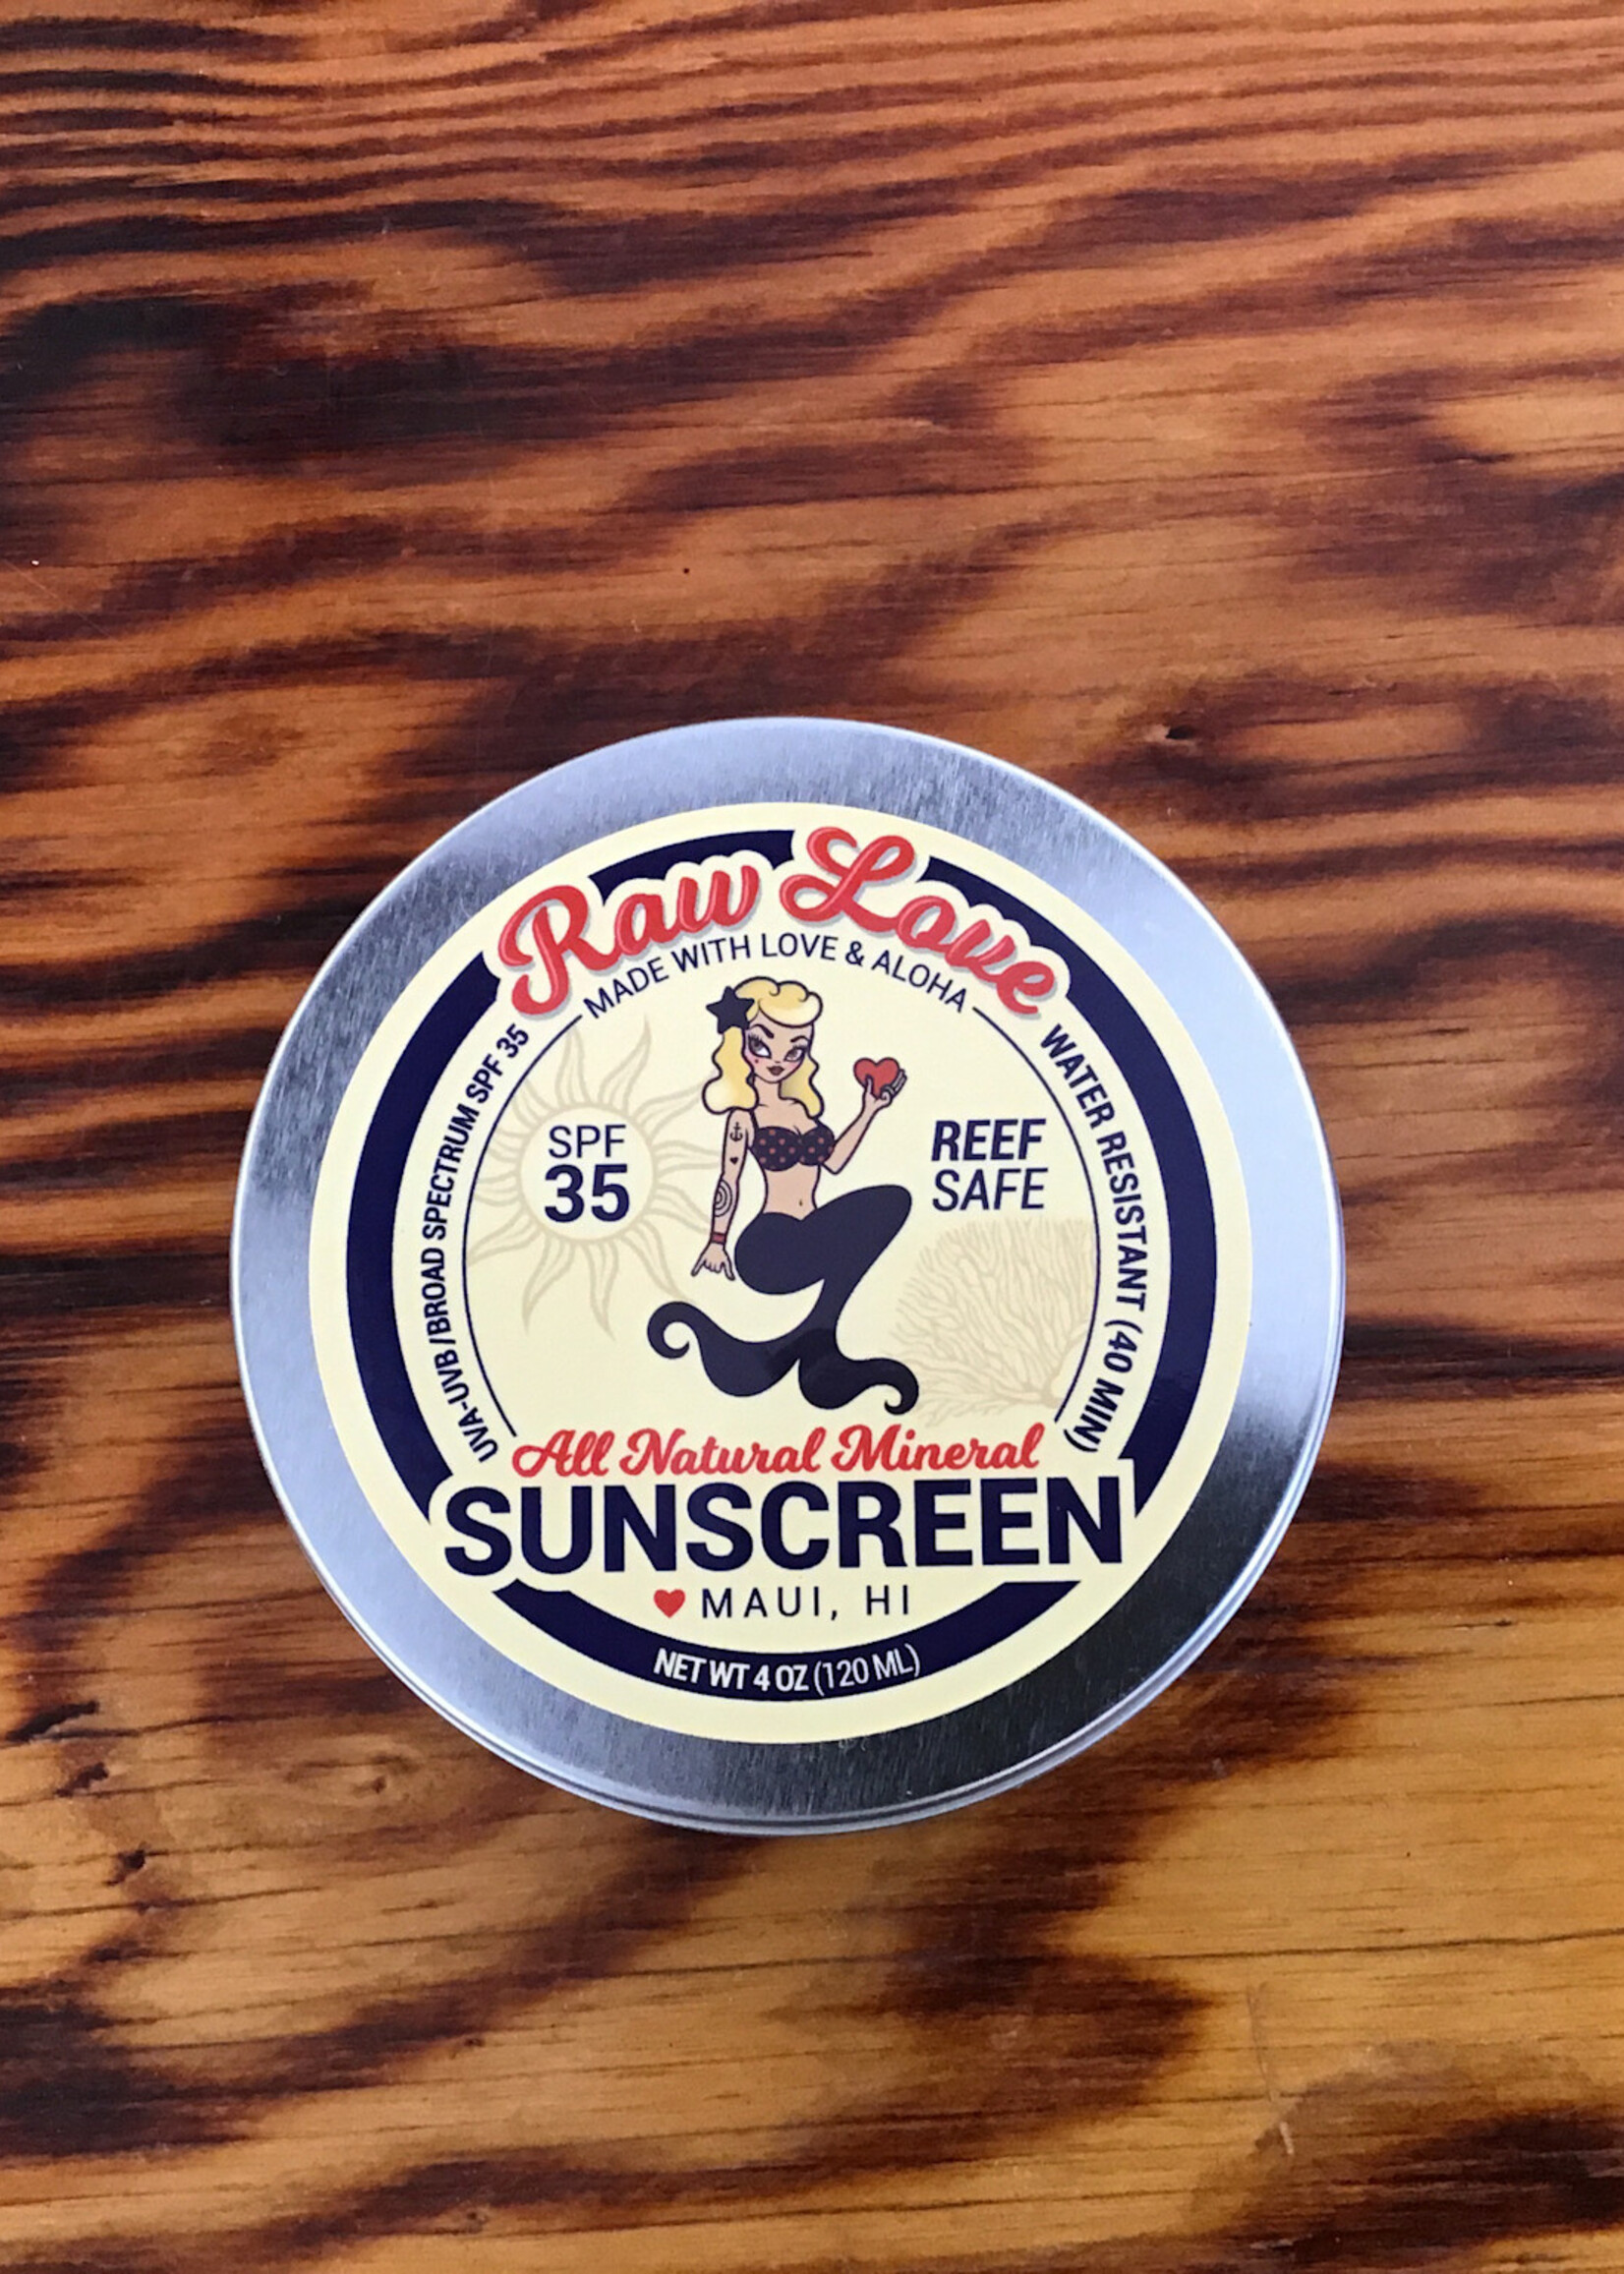 Raw Love
MADE WITH LOVE & ALOHA
UVA-UVB/BROAD SPECTRUM SPF 35
WATER RESISTANT (40 MIN)
SPF
35
REEF
SAFE
All Natural Mineral
SUNSCREEN
MAUI, HI
NET WT 4 OZ (120 ML)